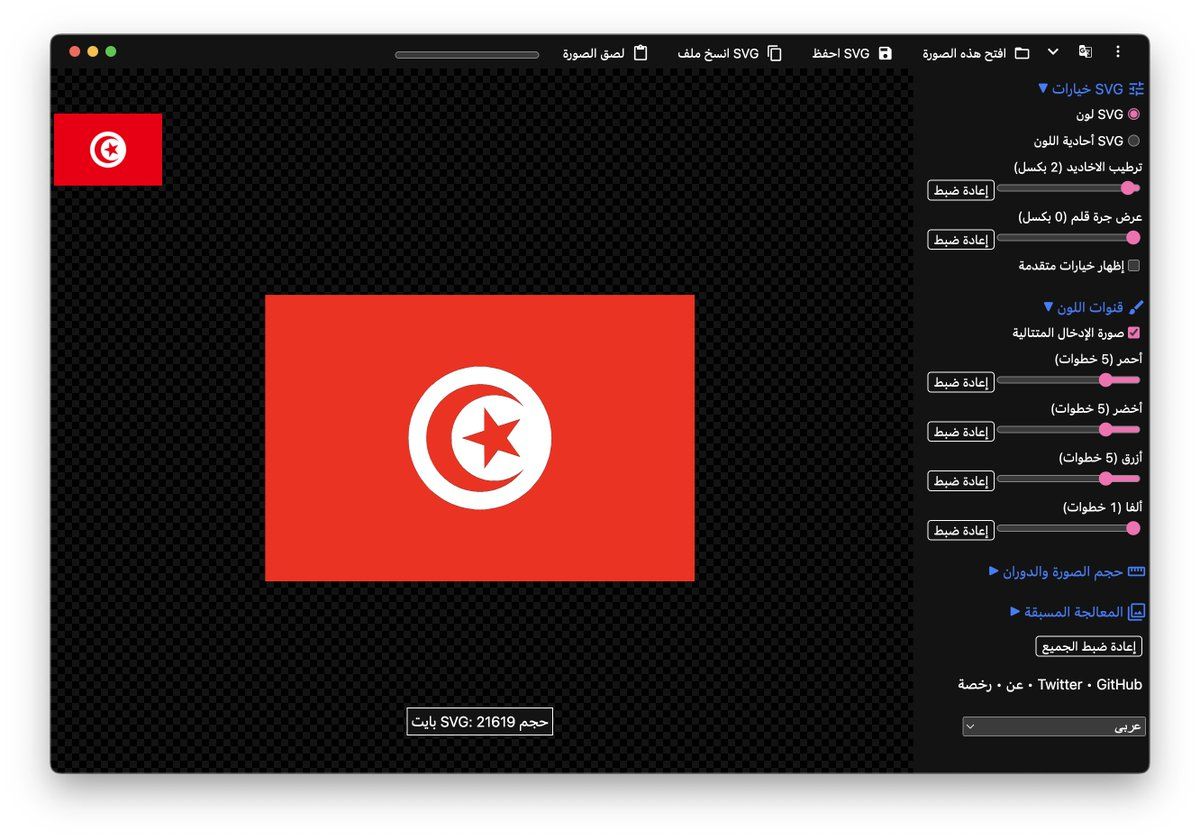 افتح هذه الصورة
احفظ SVG
انسخ ملف SVG
لصق الصورة
خيارات SVG
لون SVG
أحادية اللون SVG
ترطيب الاخاديد (2 بكسل)
إعادة ضبط
عرض جرة قلم (0 بكسل)
إعادة ضبط
إظهار خيارات متقدمة
قنوات اللون
صورة الإدخال المتتالية
أحمر (5 خطوات)
إعادة ضبط
أخضر (5 خطوات)
إعادة ضبط
أزرق (5 خطوات)
إعادة ضبط
ألفا (1 خطوات)
إعادة ضبط
حجم الصورة والدوران
المعالجة المسبقة
إعادة ضبط الجميع
GitHub • Twitter • عن • رخصة
عربى
حجم SVG: 21619 بايت